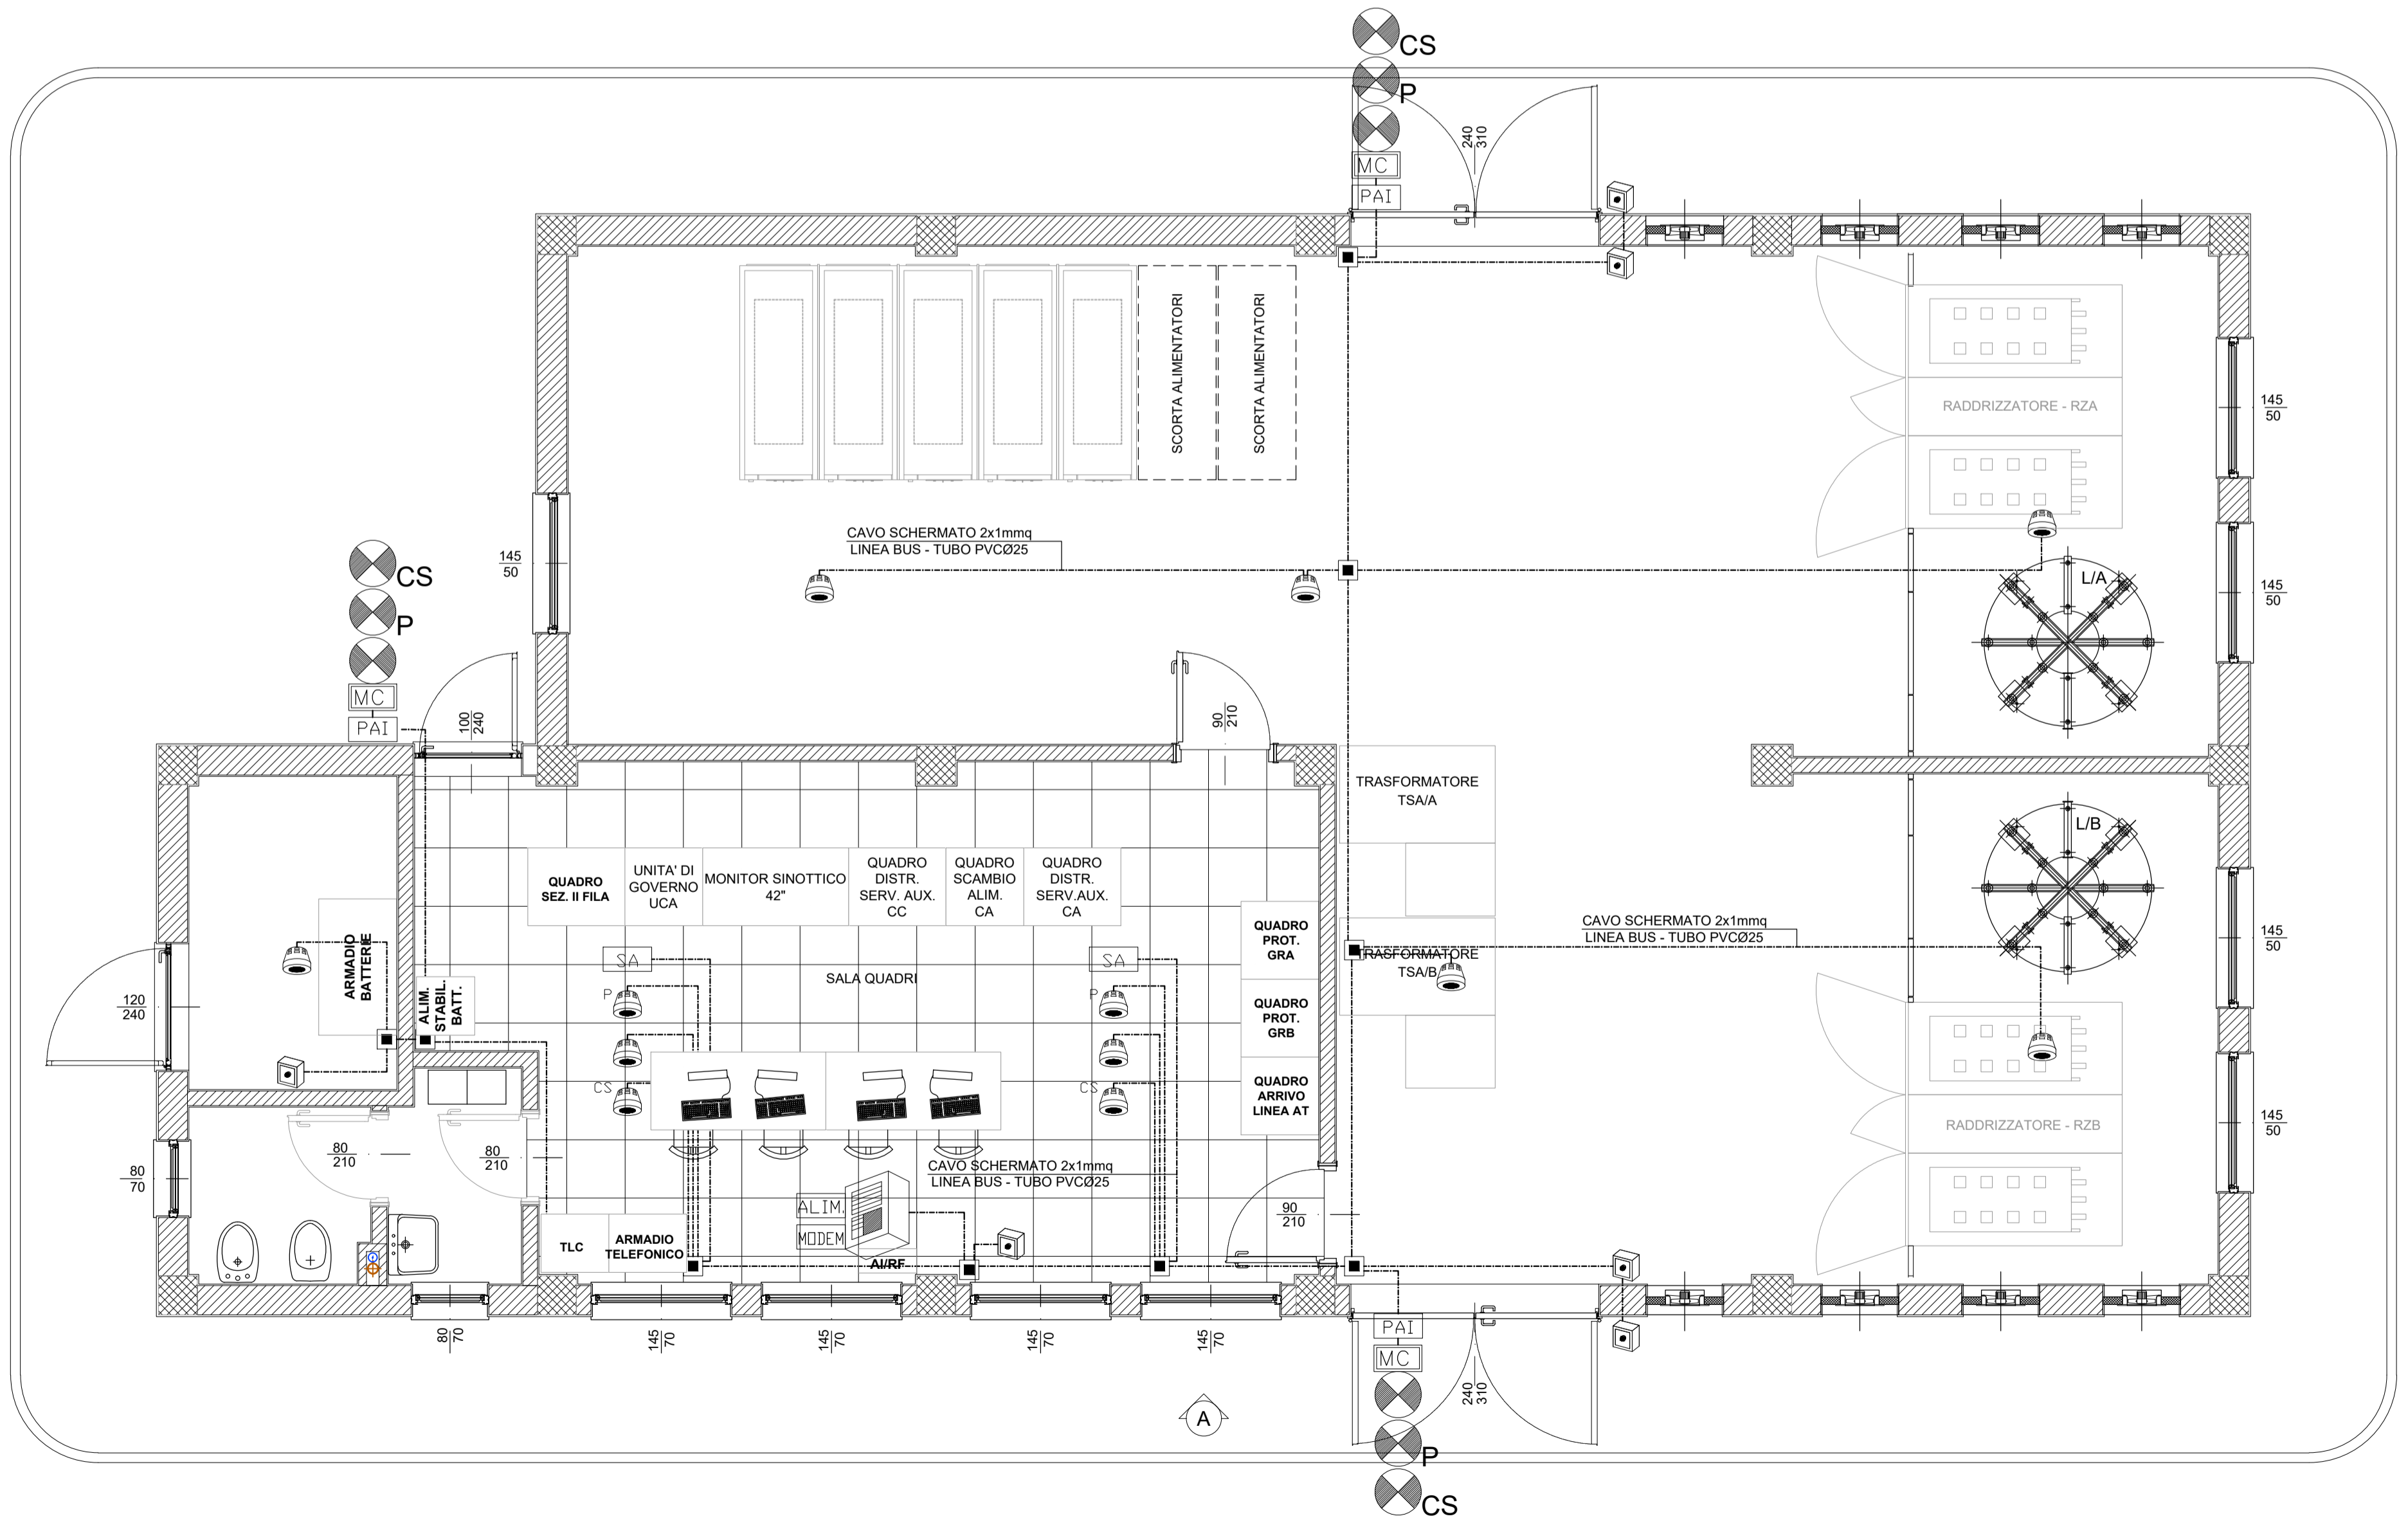 CS
P
240
310
MC
PAI
SCORTA ALIMENTATORI
SCORTA ALIMENTATORI
RADDRIZZATORE - RZA
145
50
CAVO SCHERMATO 2x1mmq
LINEA BUS - TUBO PVCØ25
145
50
CS
P
MC
PAI
L/A
145
50
100
240
90
210
TRASFORMATORE
TSA/A
L/B
QUADRO
SEZ. II FILA
UNITA' DI
GOVERNO
UCA
MONITOR SINOTTICO
42"
QUADRO
DISTR.
SERV. AUX.
CC
QUADRO
SCAMBIO
ALIM.
CA
QUADRO
DISTR.
SERV.AUX.
CA
QUADRO
PROT.
GRA
CAVO SCHERMATO 2x1mmq
LINEA BUS - TUBO PVCØ25
145
50
ARMADIO
BATTERIE
SA
SALA QUADRI
SA
TRASFORMATORE
TSA/B
120
240
ALIM.
STABIL.
BATT.
P
P
QUADRO
PROT.
GRB
CS
CS
QUADRO
ARRIVO
LINEA AT
RADDRIZZATORE - RZB
145
50
80
210
80
210
80
70
CAVO SCHERMATO 2x1mmq
LINEA BUS - TUBO PVCØ25
ALIM.
MODEM
90
210
TLC
ARMADIO
TELEFONICO
AI/RF
80
70
145
70
145
70
145
70
145
70
PAI
MC
240
310
A
P
CS